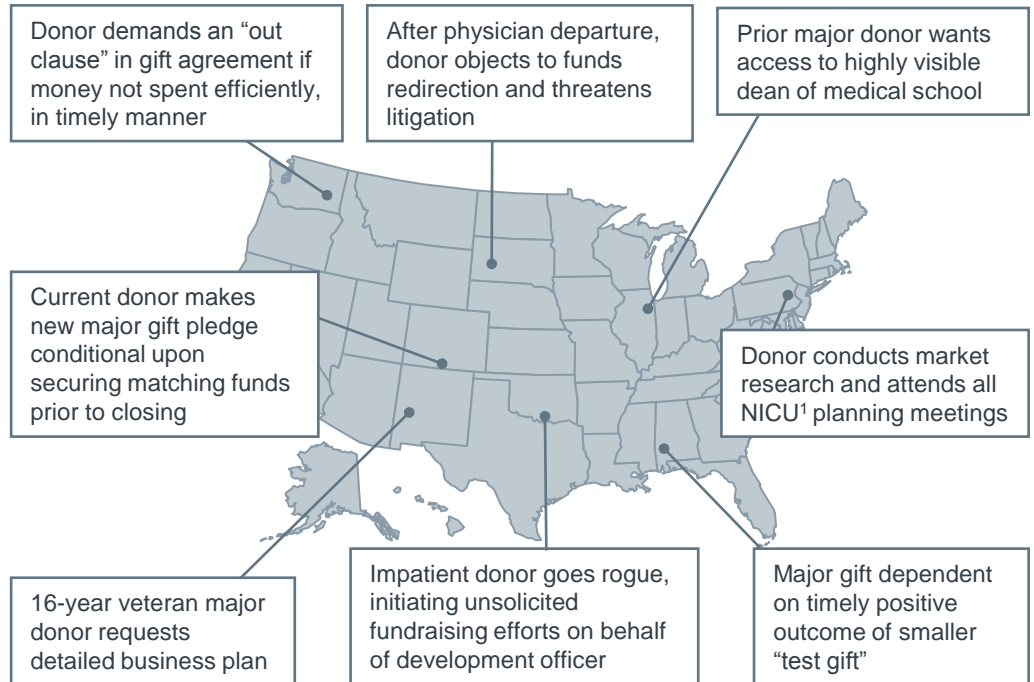 Donor demands an “out
clause” in gift agreement if
money not spent efficiently,
in timely manner
After physician departure,
donor objects to funds
redirection and threatens
litigation
Prior major donor wants
access to highly visible
dean of medical school
Current donor makes
new major gift pledge
conditional upon
securing matching funds
prior to closing
Donor conducts market
research and attends all
NICU¹ planning meetings
16-year veteran major
donor requests
detailed business plan
Impatient donor goes rogue,
initiating unsolicited
fundraising efforts on behalf
of development officer
Major gift dependent
on timely positive
outcome of smaller
“test gift”